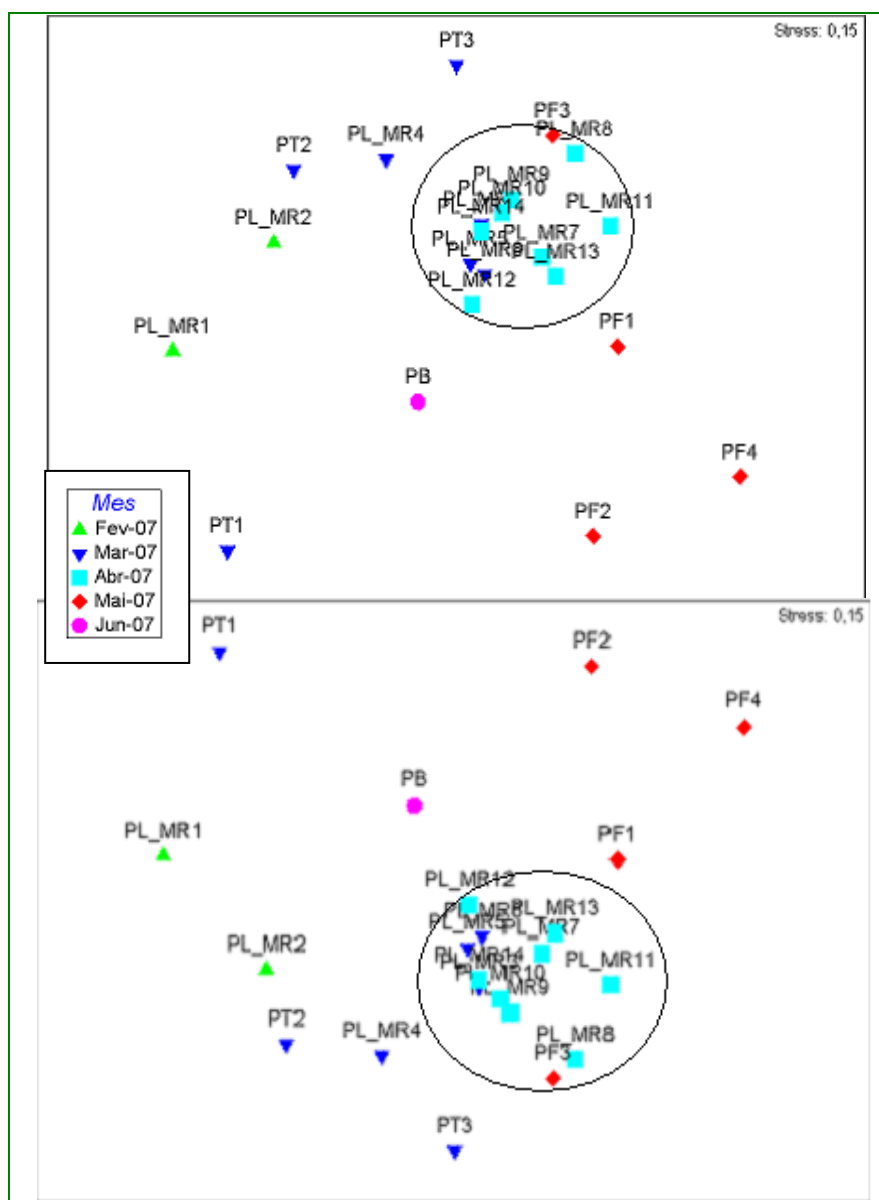 Stress: 0,15
PT3
PF3
PL_MR8
PL_MR4
PT2
PL_MR9
PL_MR10
PL_MR14
PL_MR11
PL_MR2
PL_MR5
PL_MR7
PL_MR13
PL_MR12
PL_MR1
PF1
PB
PF4
PF2
PT1
Mes
Fev-07
Mar-07
Abr-07
Mai-07
Jun-07
Stress: 0,15
PT1
PF2
PF4
PB
PL_MR1
PF1
PL_MR12
PL_MR13
PL_MR5
PL_MR7
PL_MR2
PL_MR14
PL_MR11
PL_MR10
PL_MR9
PT2
PL_MR4
PL_MR8
PF3
PT3